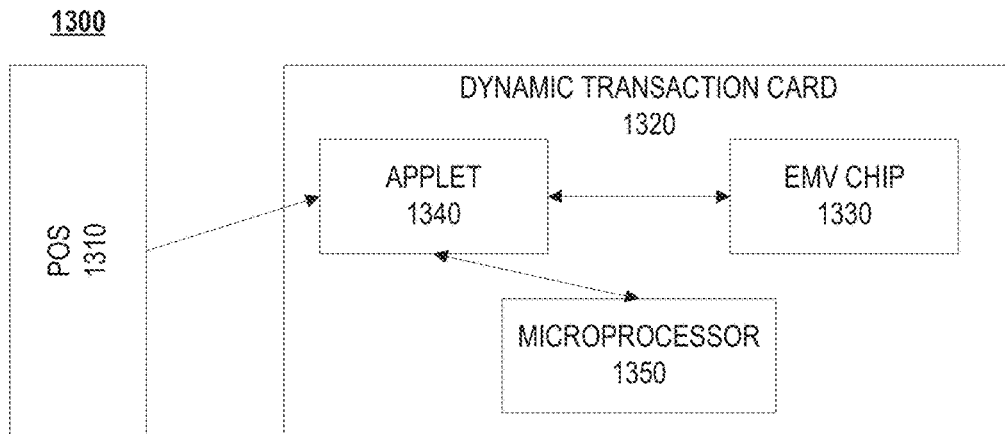 1300
DYNAMIC TRANSACTION CARD
1320
APPLET
1340
EMV CHIP
1330
POS
1310
MICROPROCESSOR
1350